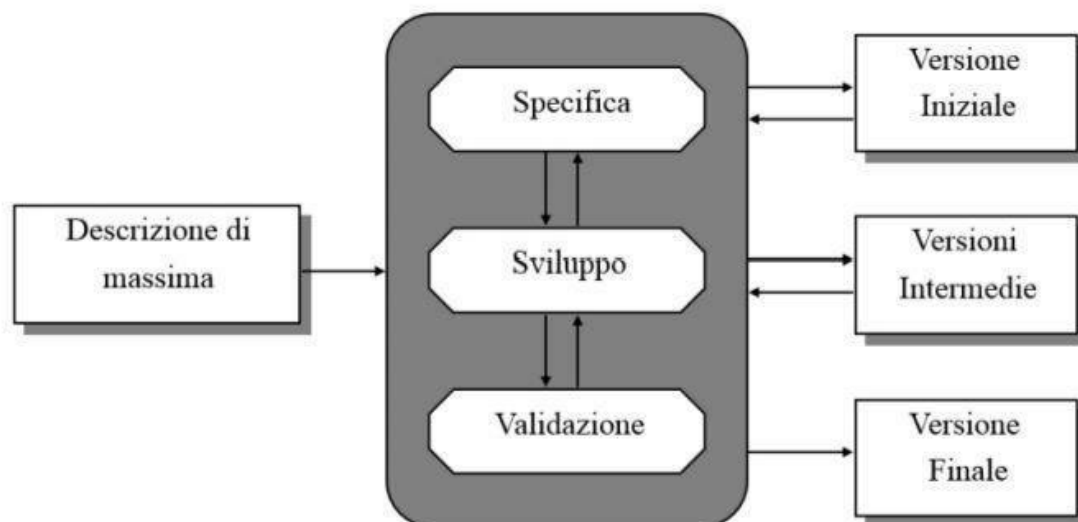 Descrizione di
massima
Specifica
Sviluppo
Validazione
Versione
Iniziale
Versioni
Intermedie
Versione
Finale